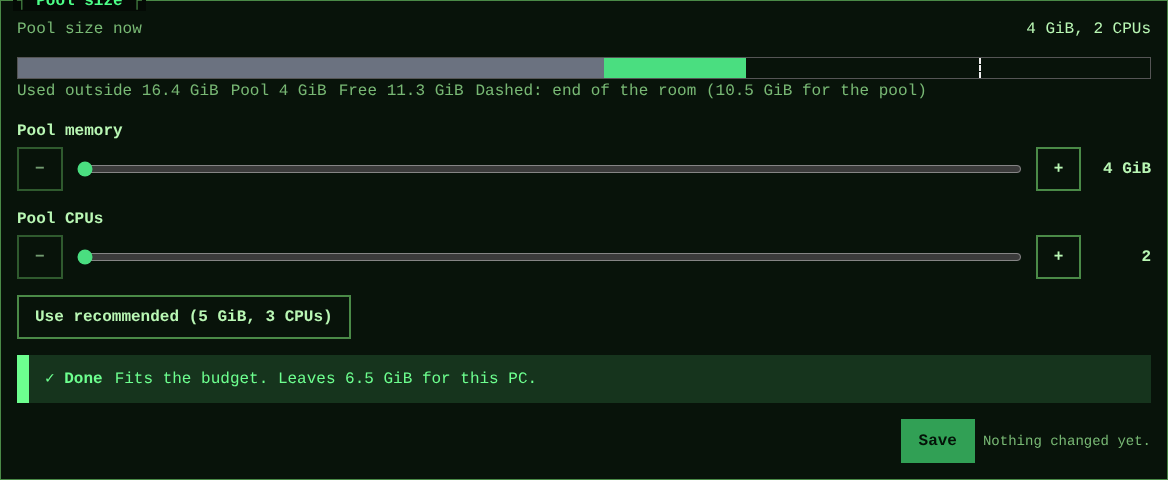 Pool size
Pool size now 4 GiB, 2 CPUs
Used outside 16.4 GiB Pool 4 GiB Free 11.3 GiB Dashed: end of the room (10.5 GiB for the pool)
Pool memory
− + 4 GiB
Pool CPUs
− + 2
Use recommended (5 GiB, 3 CPUs)
✓ Done Fits the budget. Leaves 6.5 GiB for this PC.
Save Nothing changed yet.